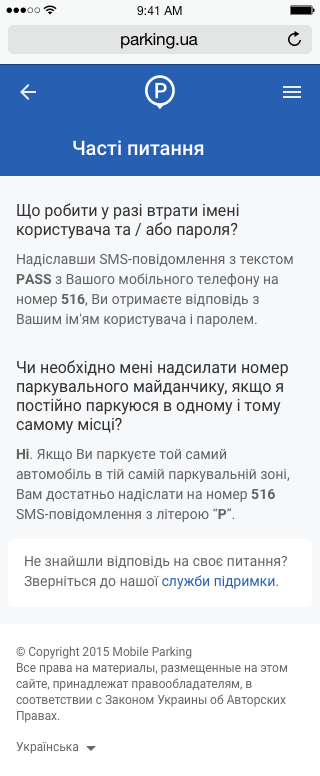 9:41 AM
parking.ua
P
Часті питання
Що робити у разі втрати імені
користувача та / або пароля?
Надіславши SMS-повідомлення з текстом
PASS з Вашого мобільного телефону на
номер 516, Ви отримаєте відповідь з
Вашим ім'ям користувача і паролем.
Чи необхідно мені надсилати номер
паркувального майданчику, якщо я
постійно паркуюся в одному і тому
самому місці?
Ні. Якщо Ви паркуєте той самий
автомобіль в тій самій паркувальній зоні,
Вам достатньо надіслати на номер 516
SMS-повідомлення з літерою “Р”.
Не знайшли відповідь на своє питання?
Зверніться до нашої служби підримки.
© Copyright 2015 Mobile Parking
Все права на материалы, размещенные на этом
сайте, принадлежат правообладателям, в
соответствии с Законом Украины об Авторских
Правах.
Українська